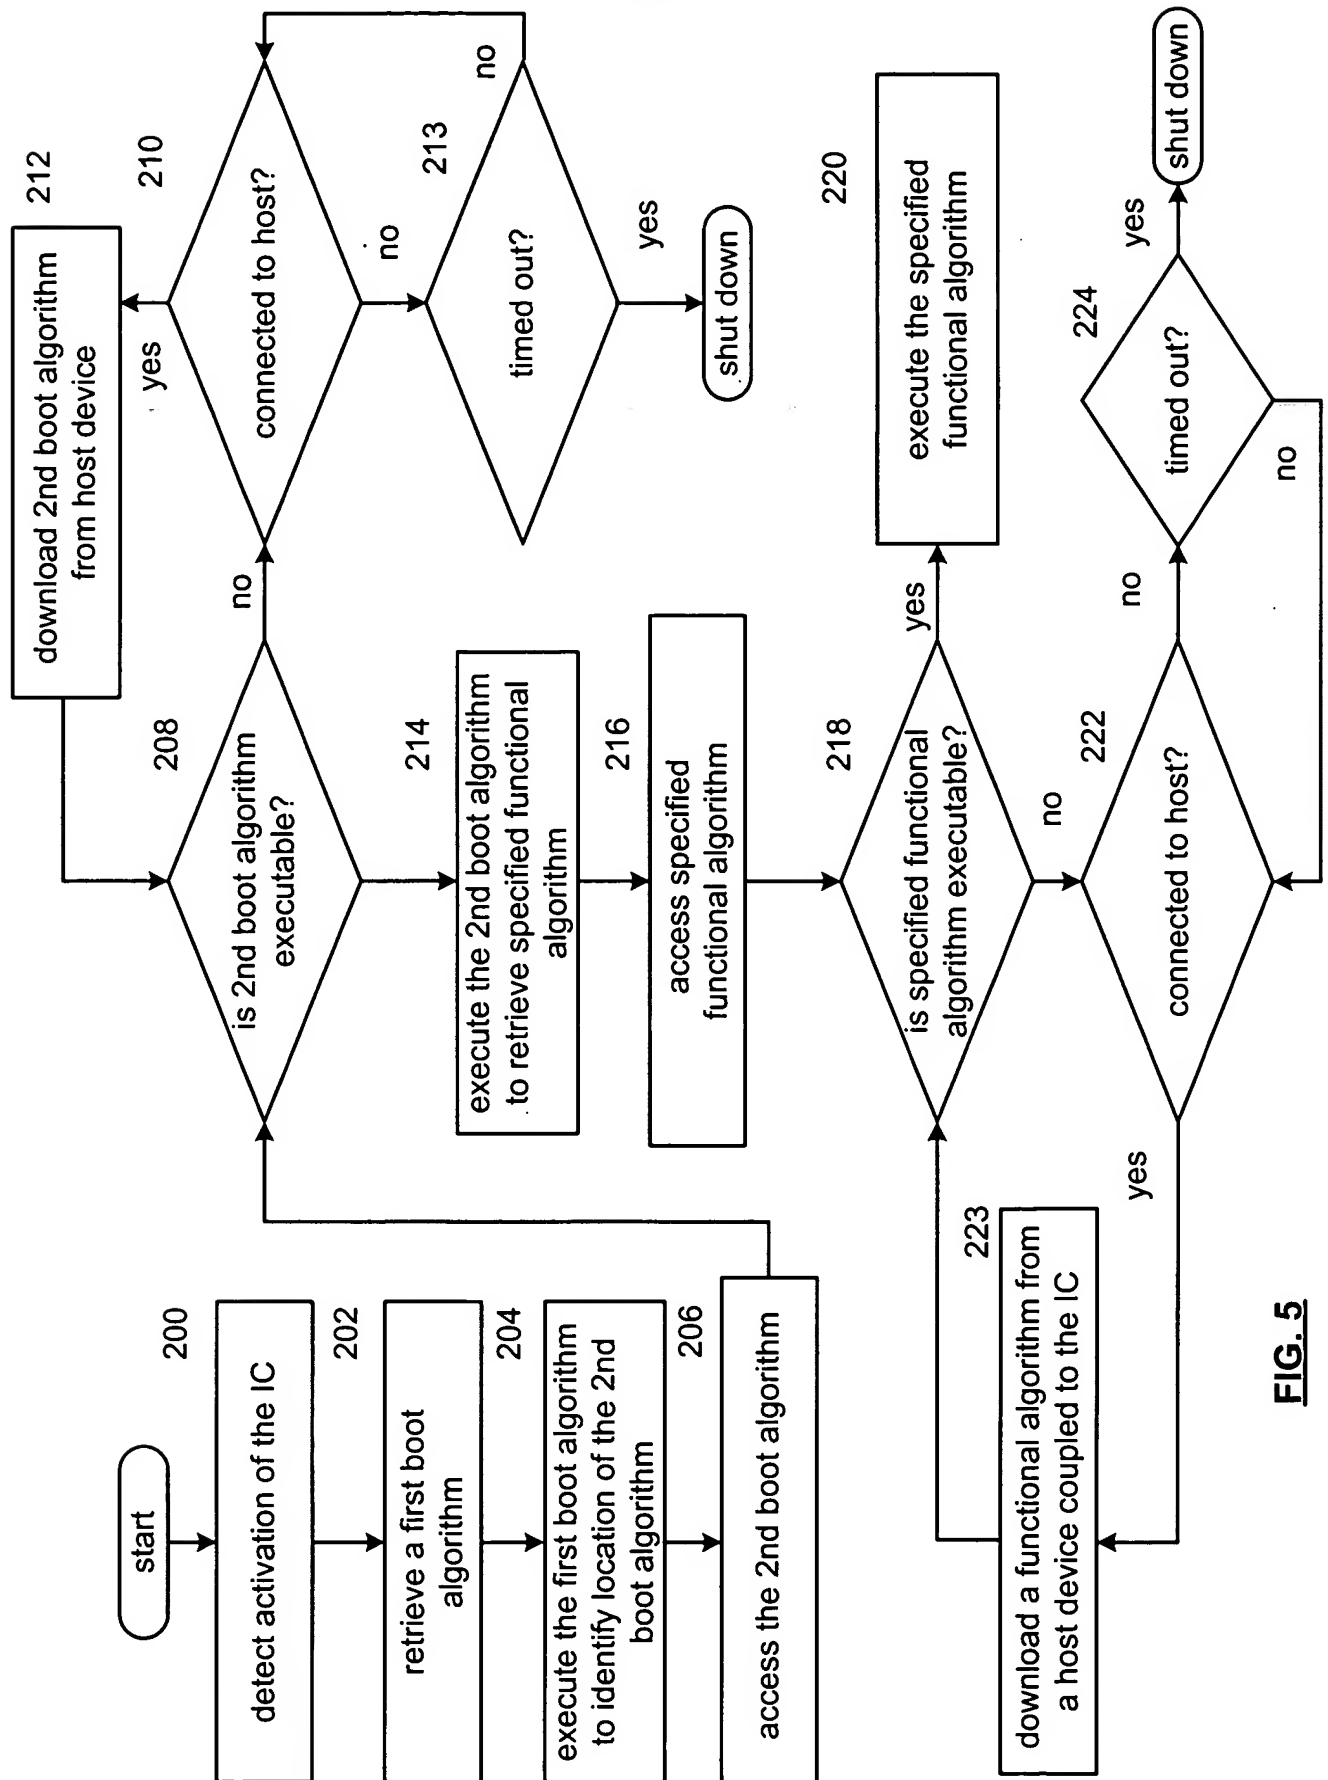 start
200
detect activation of the IC
202
retrieve a first boot
algorithm
204
execute the first boot algorithm
to identify location of the 2nd
boot algorithm
206
access the 2nd boot algorithm
208
is 2nd boot algorithm
executable?
no
210
connected to host?
yes
212
download 2nd boot algorithm
from host device
no
213
timed out?
no
yes
shut down
214
execute the 2nd boot algorithm
to retrieve specified functional
algorithm
216
access specified
functional algorithm
218
is specified functional
algorithm executable?
yes
220
execute the specified
functional algorithm
no
222
connected to host?
yes
223
download a functional algorithm from
a host device coupled to the IC
no
224
timed out?
yes
shut down
no
FIG. 5